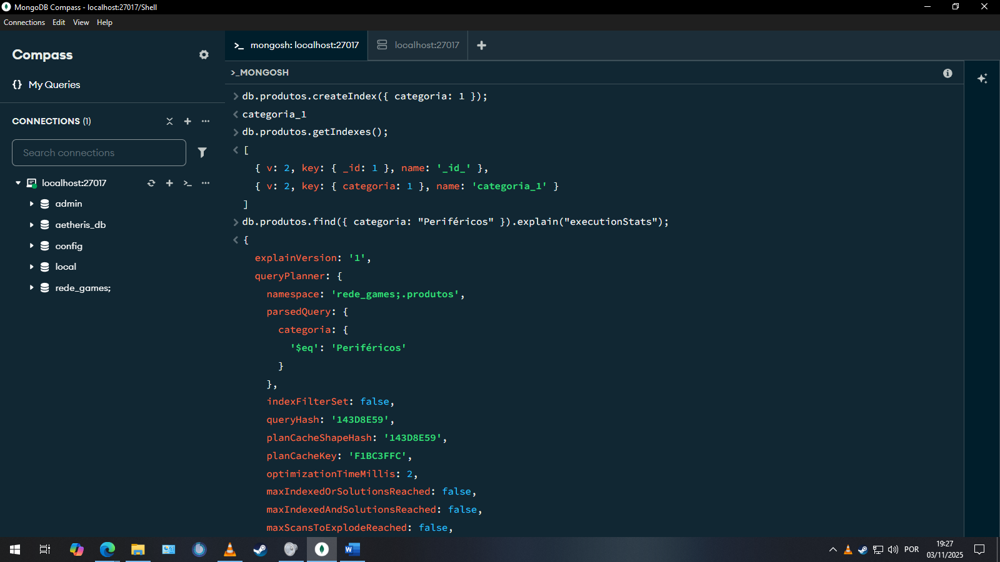 MongoDB Compass - localhost:27017/Shell
Connections Edit View Help
Compass
{} My Queries
CONNECTIONS (1)
Search connections
localhost:27017
admin
aetheris_db
config
local
rede_games;
>_ mongosh: localhost:27017
localhost:27017
>_MONGOSH
> db.produtos.createIndex({ categoria: 1 });
< categoria_1
> db.produtos.getIndexes();
< [
{ v: 2, key: { _id: 1 }, name: '_id_' },
{ v: 2, key: { categoria: 1 }, name: 'categoria_1' }
]
> db.produtos.find({ categoria: "Periféricos" }).explain("executionStats");
< {
explainVersion: '1',
queryPlanner: {
namespace: 'rede_games;.produtos',
parsedQuery: {
categoria: {
'$eq': 'Periféricos'
}
},
indexFilterSet: false,
queryHash: '143D8E59',
planCacheShapeHash: '143D8E59',
planCacheKey: 'F1BC3FFC',
optimizationTimeMillis: 2,
maxIndexedOrSolutionsReached: false,
maxIndexedAndSolutionsReached: false,
maxScansToExplodeReached: false,
POR
19:27
03/11/2025